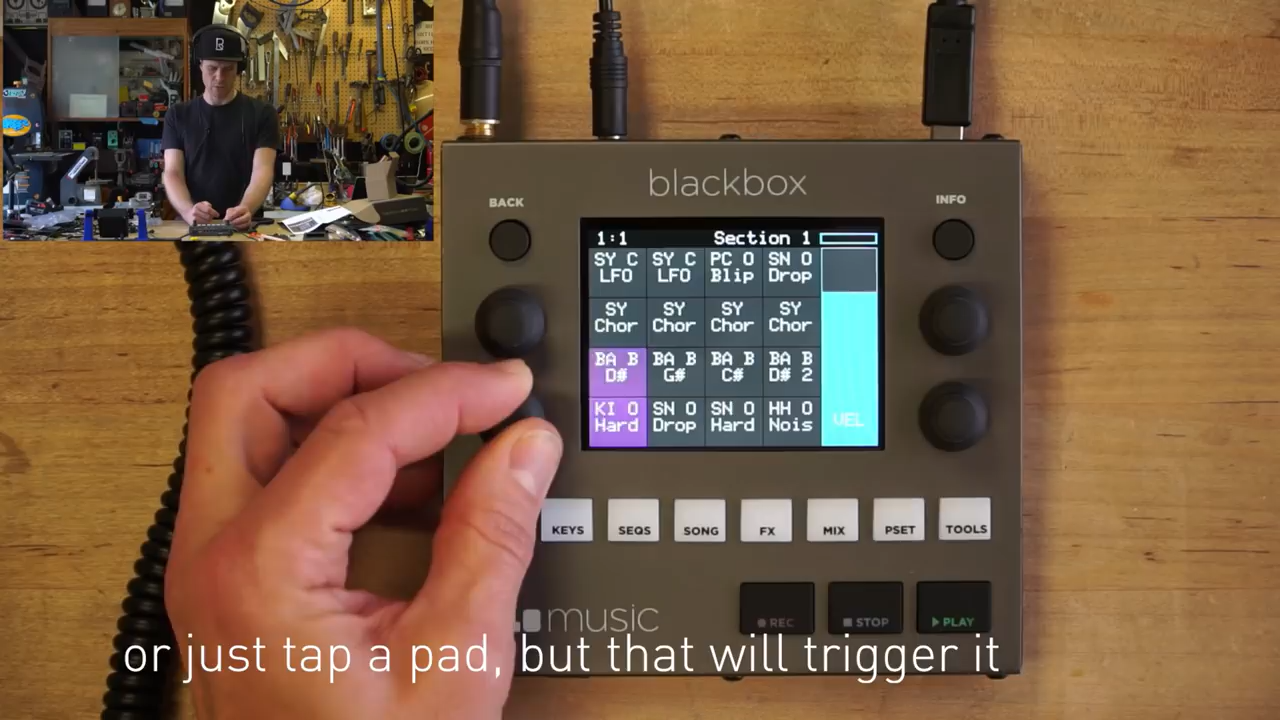 blackbox
BACK
INFO
1:1 Section 1
SY C LFO
SY C LFO
PC O Blip
SN O Drop
SY Chor
SY Chor
SY Chor
SY Chor
BA B D#
BA B G#
BA B C#
BA B D# 2
KI O Hard
SN O Drop
SN O Hard
HH O Nois
VEL
KEYS SEQS SONG FX MIX PSET TOOLS
music
REC STOP PLAY
or just tap a pad, but that will trigger it